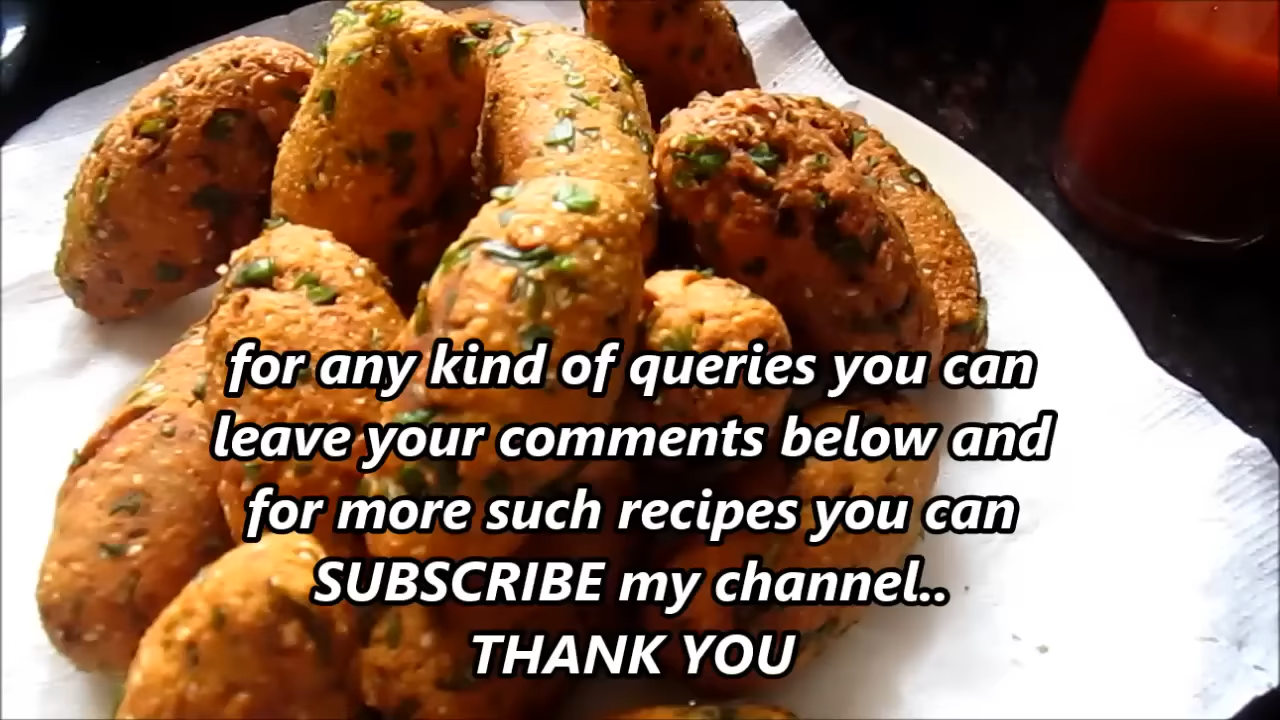 for any kind of queries you can
leave your comments below and
for more such recipes you can
SUBSCRIBE my channel..
THANK YOU